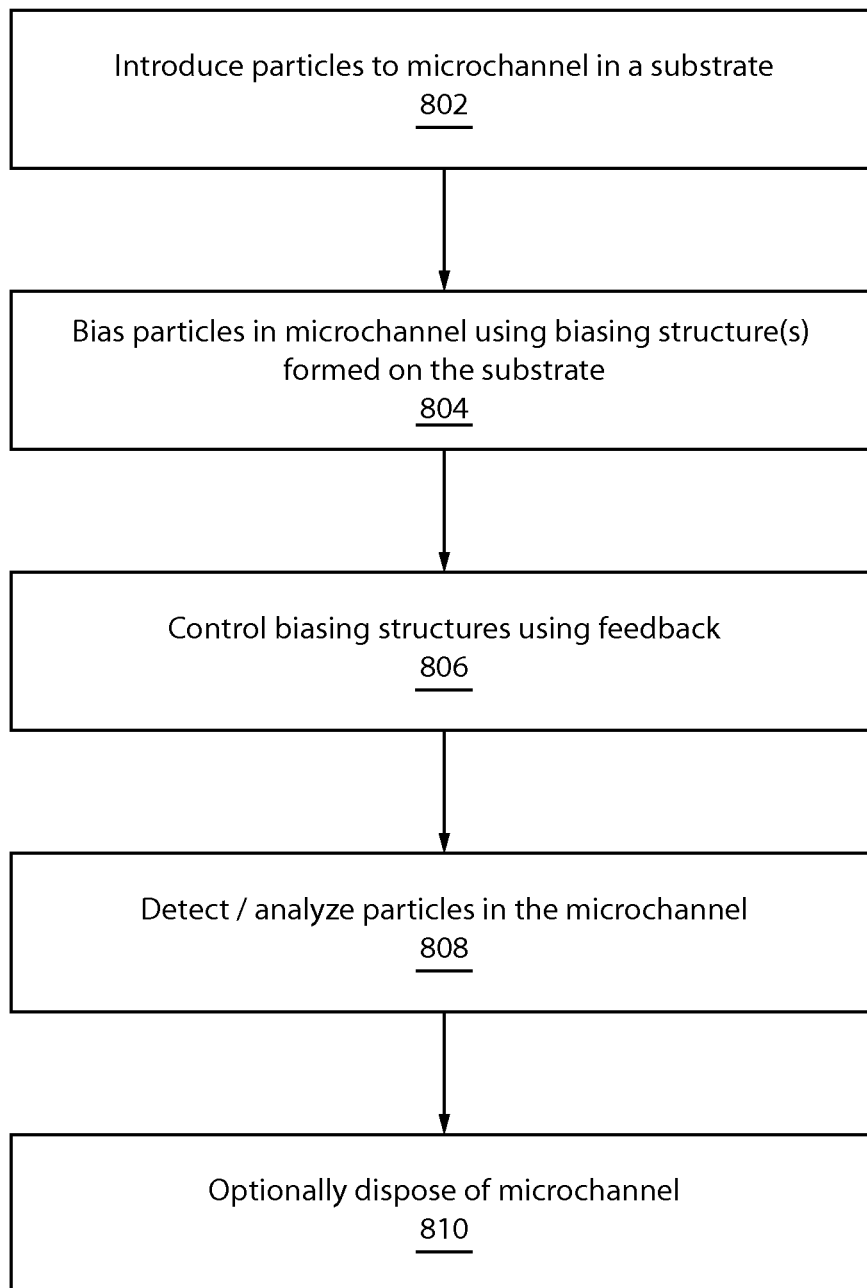 Introduce particles to microchannel in a substrate
802
Bias particles in microchannel using biasing structure(s)
formed on the substrate
804
Control biasing structures using feedback
806
Detect / analyze particles in the microchannel
808
Optionally dispose of microchannel
810